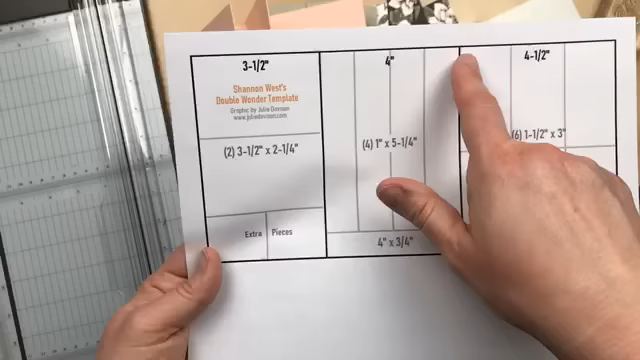 3-1/2"
4"
4-1/2"
Shannon West's
Double Wonder Template
Graphic by Julie Davison
www.juliedavison.com
(2) 3-1/2" x 2-1/4"
(4) 1" x 5-1/4"
(6) 1-1/2" x 3"
Extra Pieces
4" x 3/4"